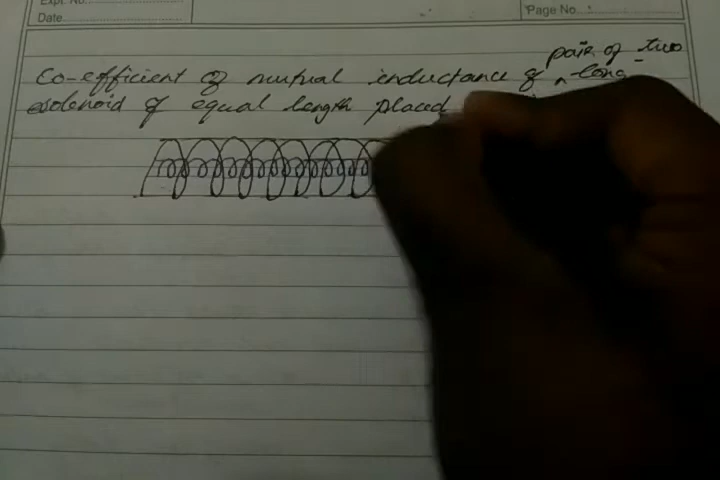 Expt. No.
Date
Page No.
Co-efficient of mutual inductance of pair of two long
solenoid of equal length placed